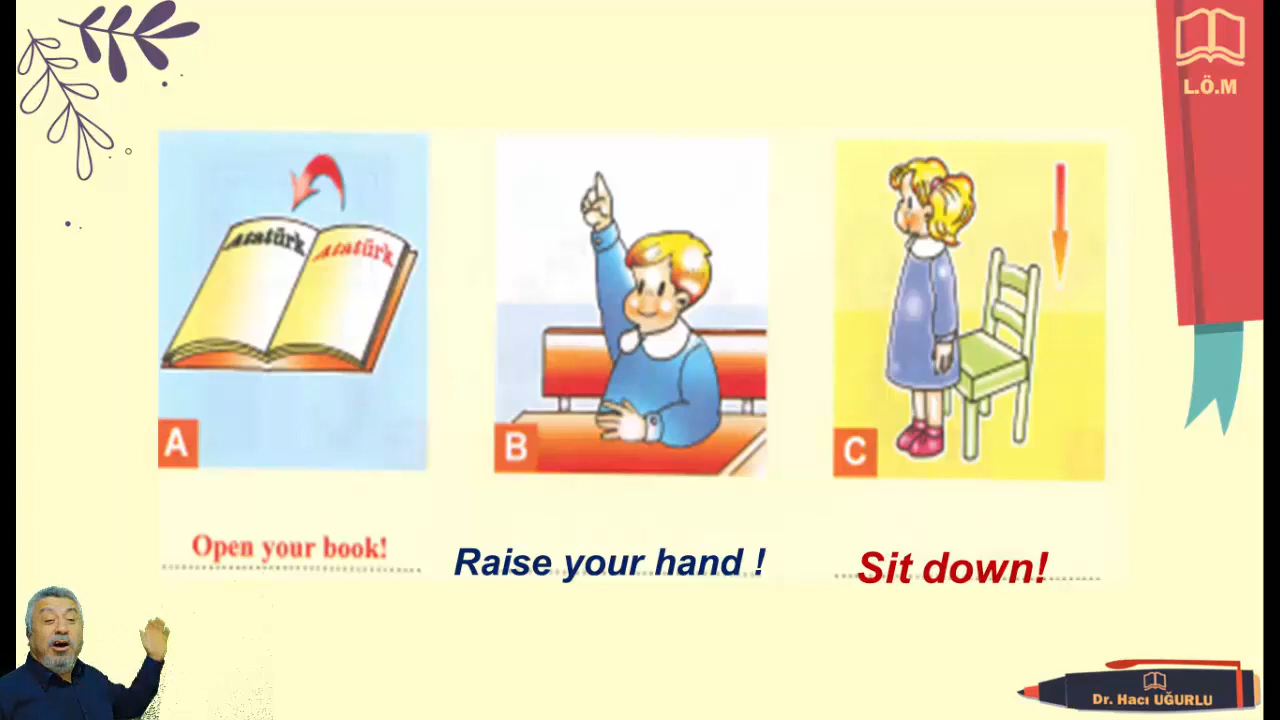 L.Ö.M
Atatürk Atatürk
A
B
C
Open your book!
Raise your hand !
Sit down!
Dr. Hacı UĞURLU